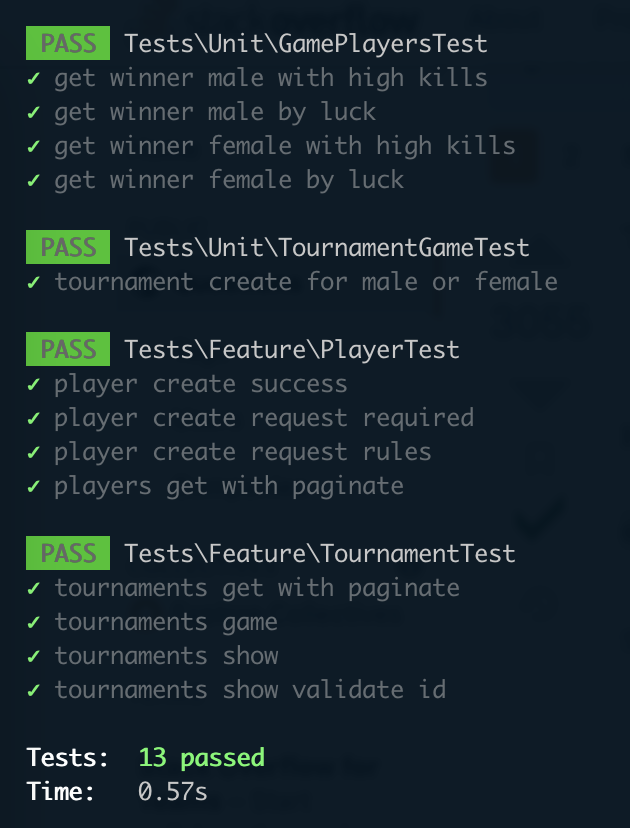 PASS Tests\Unit\GamePlayersTest
✓ get winner male with high kills
✓ get winner male by luck
✓ get winner female with high kills
✓ get winner female by luck
PASS Tests\Unit\TournamentGameTest
✓ tournament create for male or female
PASS Tests\Feature\PlayerTest
✓ player create success
✓ player create request required
✓ player create request rules
✓ players get with paginate
PASS Tests\Feature\TournamentTest
✓ tournaments get with paginate
✓ tournaments game
✓ tournaments show
✓ tournaments show validate id
Tests: 13 passed
Time: 0.57s